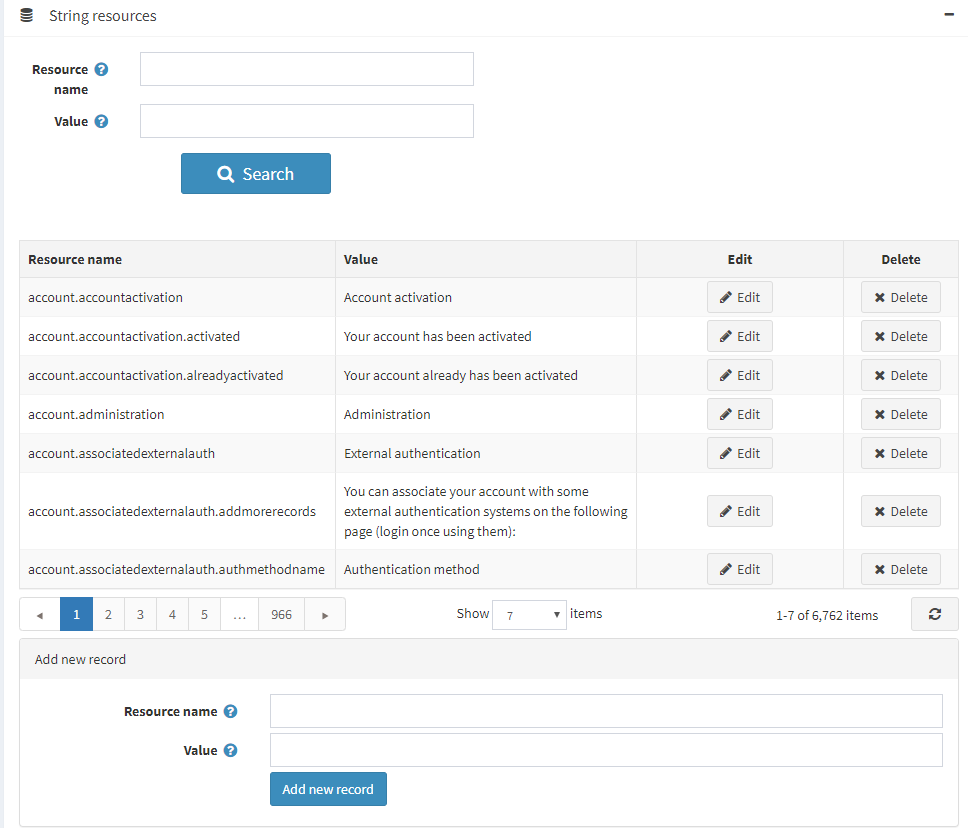 String resources
Resource name
Value
Search
Resource name Value Edit Delete
account.accountactivation Account activation Edit Delete
account.accountactivation.activated Your account has been activated Edit Delete
account.accountactivation.alreadyactivated Your account already has been activated Edit Delete
account.administration Administration Edit Delete
account.associatedexternalauth External authentication Edit Delete
You can associate your account with some
account.associatedexternalauth.addmorerecords external authentication systems on the following Edit Delete
page (login once using them):
account.associatedexternalauth.authmethodname Authentication method Edit Delete
1 2 3 4 5 ... 966 Show 7 items 1-7 of 6,762 items
Add new record
Resource name
Value
Add new record